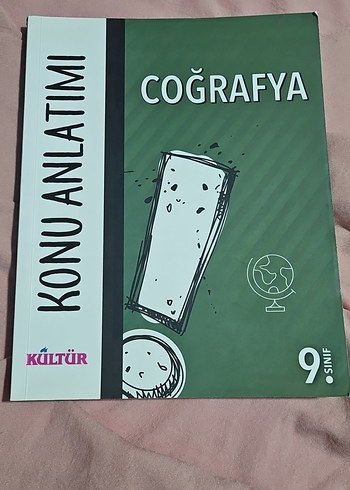 KONU ANLATIMI
COĞRAFYA
KÜLTÜR
9. SINIF